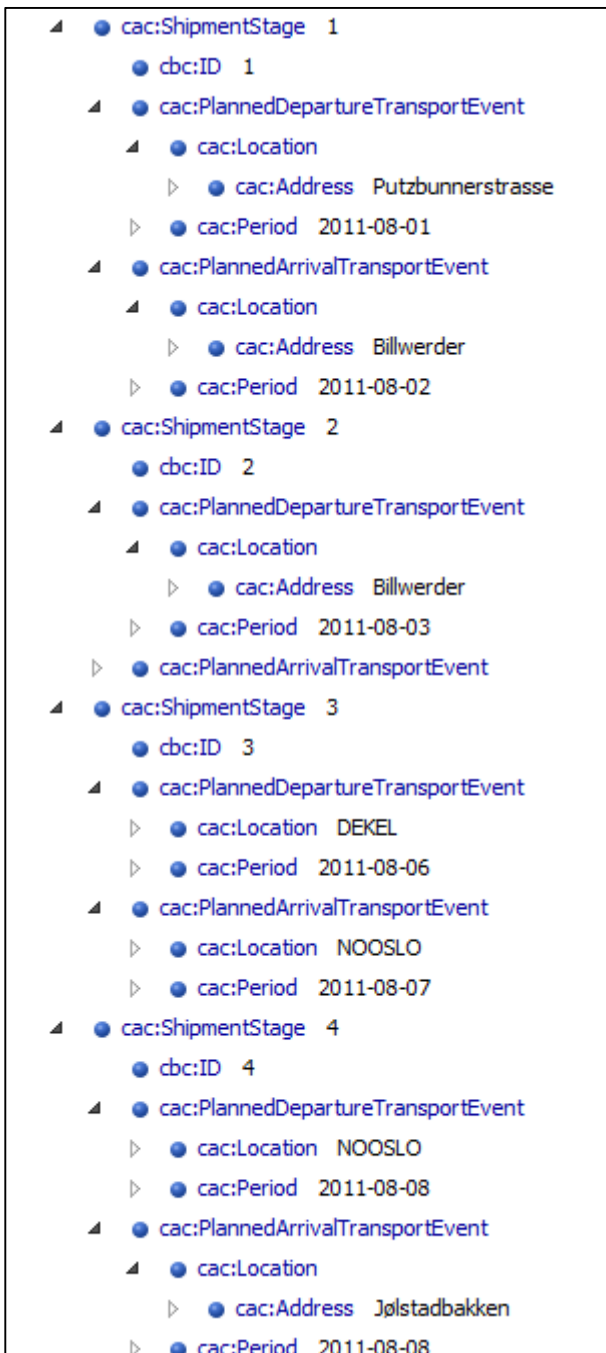 cac:ShipmentStage 1
cbc:ID 1
cac:PlannedDepartureTransportEvent
cac:Location
cac:Address Putzbunnerstrasse
cac:Period 2011-08-01
cac:PlannedArrivalTransportEvent
cac:Location
cac:Address Billwerder
cac:Period 2011-08-02
cac:ShipmentStage 2
cbc:ID 2
cac:PlannedDepartureTransportEvent
cac:Location
cac:Address Billwerder
cac:Period 2011-08-03
cac:PlannedArrivalTransportEvent
cac:ShipmentStage 3
cbc:ID 3
cac:PlannedDepartureTransportEvent
cac:Location DEKEL
cac:Period 2011-08-06
cac:PlannedArrivalTransportEvent
cac:Location NOOSLO
cac:Period 2011-08-07
cac:ShipmentStage 4
cbc:ID 4
cac:PlannedDepartureTransportEvent
cac:Location NOOSLO
cac:Period 2011-08-08
cac:PlannedArrivalTransportEvent
cac:Location
cac:Address Jølstadbakken
cac:Period 2011-08-08